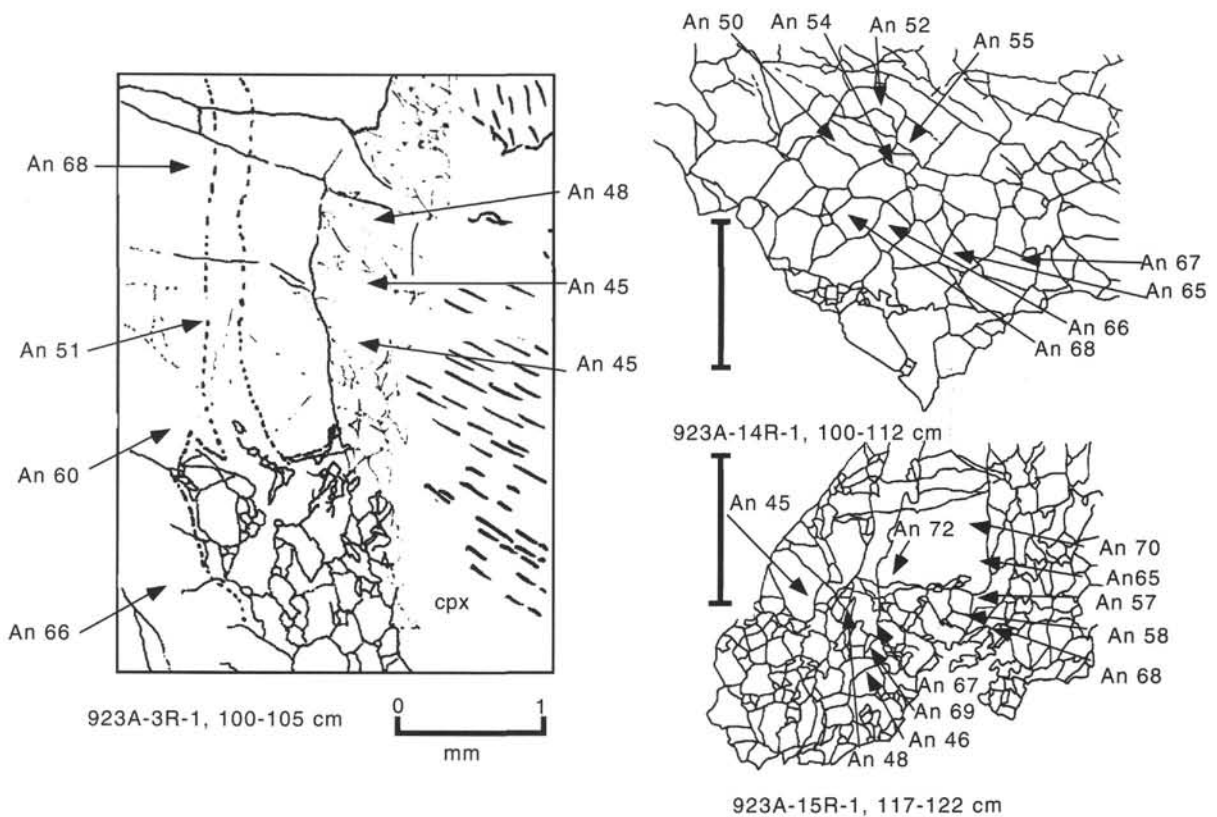 An 68
An 51
An 60
An 66
An 48
An 45
An 45
cpx
923A-3R-1, 100-105 cm
0 1
mm
An 50
An 54
An 52
An 55
An 67
An 65
An 66
An 68
923A-14R-1, 100-112 cm
An 45
An 72
An 70
An65
An 57
An 58
An 68
An 67
An 69
An 46
An 48
923A-15R-1, 117-122 cm